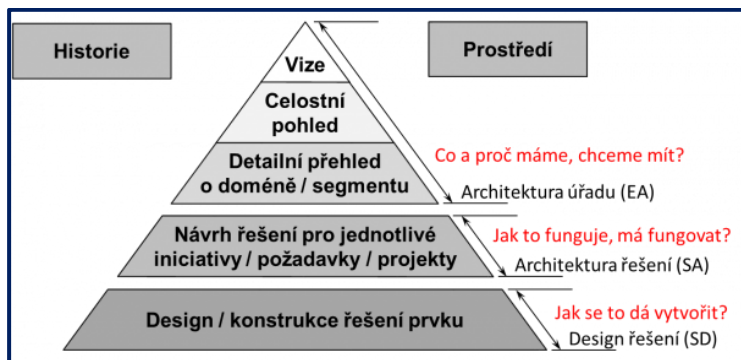 Historie
Prostředí
Vize
Celostní
pohled
Detailní přehled
o doméně / segmentu
Co a proč máme, chceme mít?
Architektura úřadu (EA)
Návrh řešení pro jednotlivé
iniciativy / požadavky / projekty
Jak to funguje, má fungovat?
Architektura řešení (SA)
Design / konstrukce řešení prvku
Jak se to dá vytvořit?
Design řešení (SD)